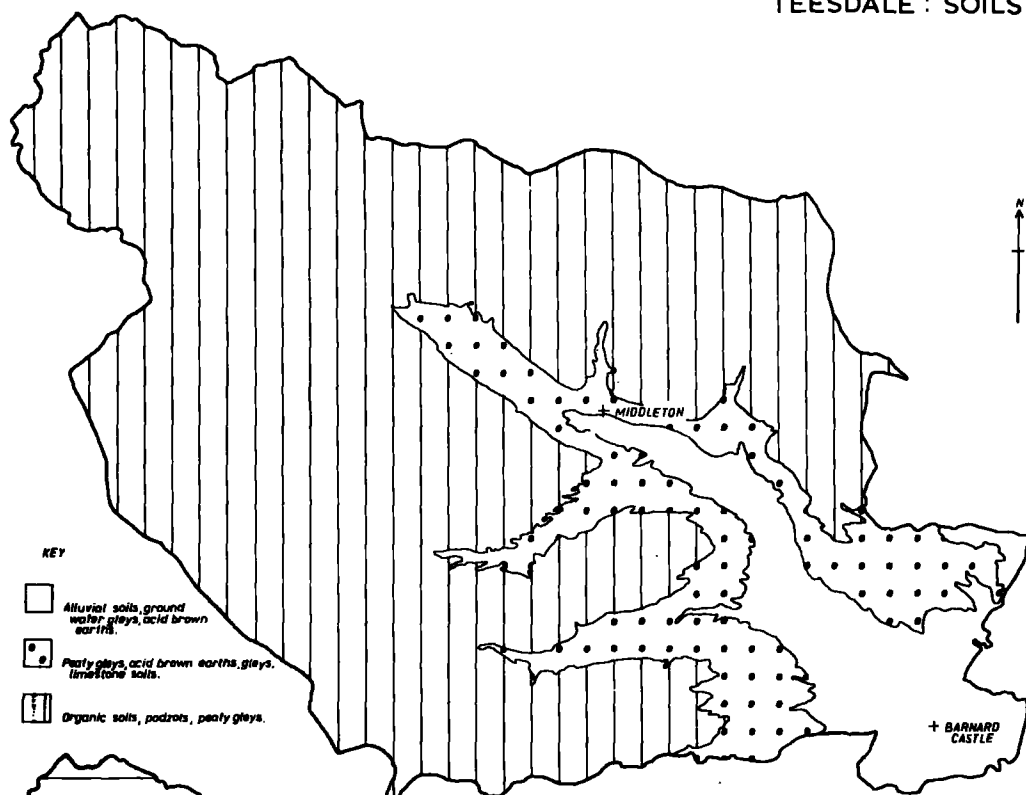 TEESDALE : SOILS
N
+ MIDDLETON
KEY
Alluvial soils, ground
water gleys, acid brown
earths.
Peaty gleys, acid brown earths, gleys,
limestone soils.
Organic soils, podzols, peaty gleys.
+ BARNARD
CASTLE